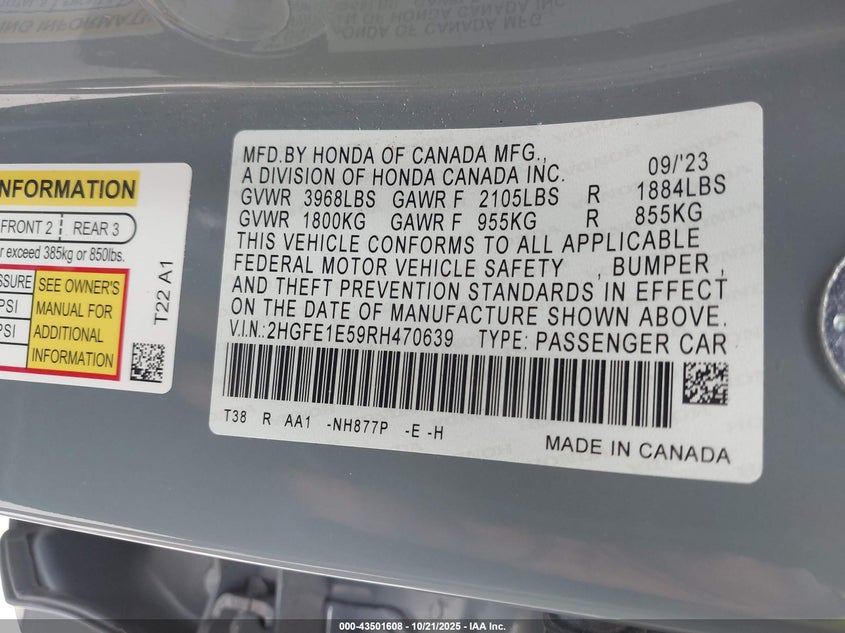 MFD.BY HONDA OF CANADA MFG.,
A DIVISION OF HONDA CANADA INC. 09/'23
GVWR 3968LBS GAWR F 2105LBS R 1884LBS
GVWR 1800KG GAWR F 955KG R 855KG
THIS VEHICLE CONFORMS TO ALL APPLICABLE
FEDERAL MOTOR VEHICLE SAFETY , BUMPER ,
AND THEFT PREVENTION STANDARDS IN EFFECT
ON THE DATE OF MANUFACTURE SHOWN ABOVE.
V.I.N.:2HGFE1E59RH470639 TYPE: PASSENGER CAR
T38 R AA1 -NH877P -E -H
MADE IN CANADA
INFORMATION
FRONT 2 REAR 3
exceed 385kg or 850lbs.
SEE OWNER'S
MANUAL FOR
ADDITIONAL
INFORMATION
PSI
PSI
T22 A1
000-43501608 - 10/21/2025 - IAA Inc.